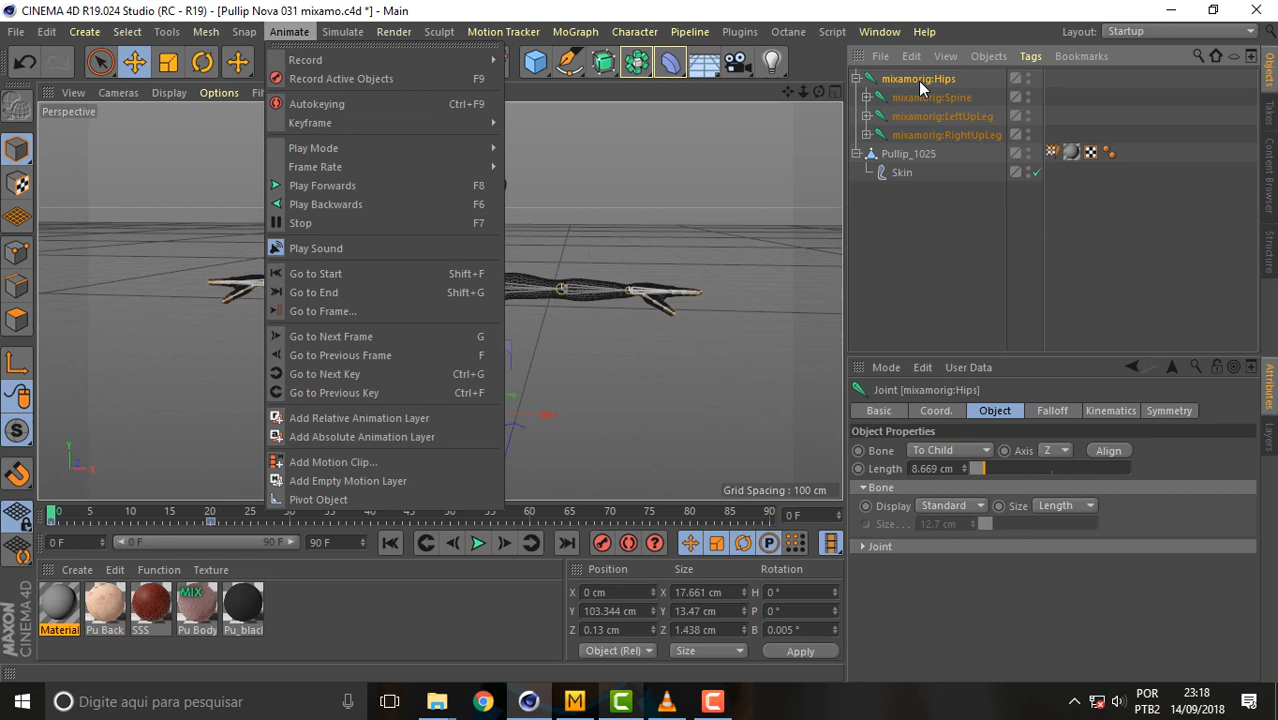 CINEMA 4D R19.024 Studio (RC - R19) - [Pullip Nova 031 mixamo.c4d *] - Main
File Edit Create Select Tools Mesh Snap Animate Simulate Render Sculpt Motion Tracker MoGraph Character Pipeline Plugins Octane Script Window Help Layout: Startup
View Cameras Display Options
Perspective
Record
Record Active Objects F9
Autokeying Ctrl+F9
Keyframe
Play Mode
Frame Rate
Play Forwards F8
Play Backwards F6
Stop F7
Play Sound
Go to Start Shift+F
Go to End Shift+G
Go to Frame...
Go to Next Frame G
Go to Previous Frame F
Go to Next Key Ctrl+G
Go to Previous Key Ctrl+F
Add Relative Animation Layer
Add Absolute Animation Layer
Add Motion Clip...
Add Empty Motion Layer
Pivot Object
Y
Z X
Grid Spacing : 100 cm
File Edit View Objects Tags Bookmarks
mixamorig:Hips
mixamorig:Spine
mixamorig:LeftUpLeg
mixamorig:RightUpLeg
Pullip_1025
Skin
Objects
Takes
Content Browser
Structure
Mode Edit User Data
Joint [mixamorig:Hips]
Basic Coord. Object Falloff Kinematics Symmetry
Object Properties
Bone To Child Axis Z Align
Length 8.669 cm
Bone
Display Standard Size Length
Size . . . 12.7 cm
Joint
Attributes
Layers
0 5 10 15 20 25 30 35 40 45 50 55 60 65 70 75 80 85 90 0 F
0 F 0 F 90 F 90 F
Create Edit Function Texture
MIX
Material Pu Back SSS Pu Body Pu_blacl
Position Size Rotation
X 0 cm X 17.661 cm H 0 °
Y 103.344 cm Y 13.47 cm P 0 °
Z 0.13 cm Z 1.438 cm B 0.005 °
Object (Rel) Size Apply
MAXON
CINEMA 4D
Digite aqui para pesquisar
POR
PTB2
23:18
14/09/2018